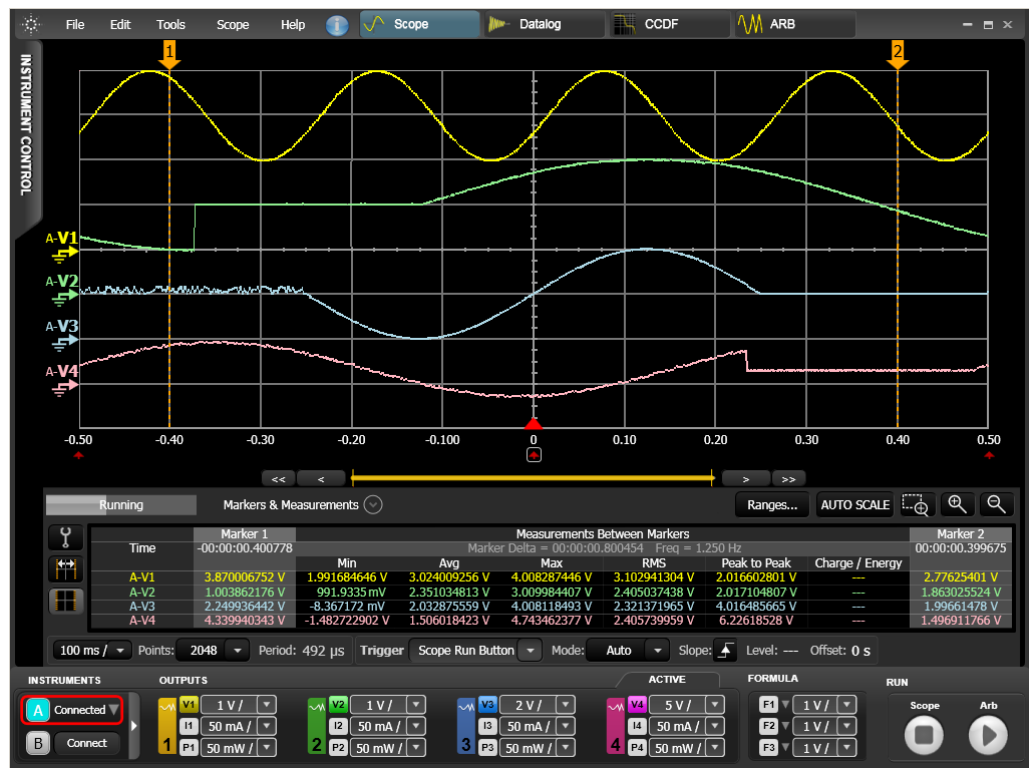 File Edit Tools Scope Help i Scope Datalog CCDF ARB
INSTRUMENT CONTROL
1 2
A-V1
A-V2
A-V3
A-V4
-0.50 -0.40 -0.30 -0.20 -0.100 0 0.10 0.20 0.30 0.40 0.50
<< < > >>
Running Markers & Measurements Ranges... AUTO SCALE
Marker 1 Measurements Between Markers Marker 2
Time -00:00:00.400778 Marker Delta = 00:00:00.800454 Freq = 1.250 Hz 00:00:00.399675
Min Avg Max RMS Peak to Peak Charge / Energy
A-V1 3.870006752 V 1.991684646 V 3.024009256 V 4.008287446 V 3.102941304 V 2.016602801 V --- 2.77625401 V
A-V2 1.003862176 V 991.9335 mV 2.351034813 V 3.009984407 V 2.405037438 V 2.017104807 V --- 1.863025524 V
A-V3 2.249936442 V -8.367172 mV 2.032875559 V 4.008118493 V 2.321371965 V 4.016485665 V --- 1.99661478 V
A-V4 4.339940343 V -1.482722902 V 1.506018423 V 4.743462377 V 2.405739959 V 6.22618528 V --- 1.496911766 V
100 ms / Points: 2048 Period: 492 µs Trigger Scope Run Button Mode: Auto Slope: Level: --- Offset: 0 s
INSTRUMENTS OUTPUTS ACTIVE FORMULA RUN
A Connected V1 1 V / V2 1 V / V3 2 V / V4 5 V / F1 1 V / Scope Arb
I1 50 mA / I2 50 mA / I3 50 mA / I4 50 mA / F2 1 V /
B Connect 1 P1 50 mW / 2 P2 50 mW / 3 P3 50 mW / 4 P4 50 mW / F3 1 V /